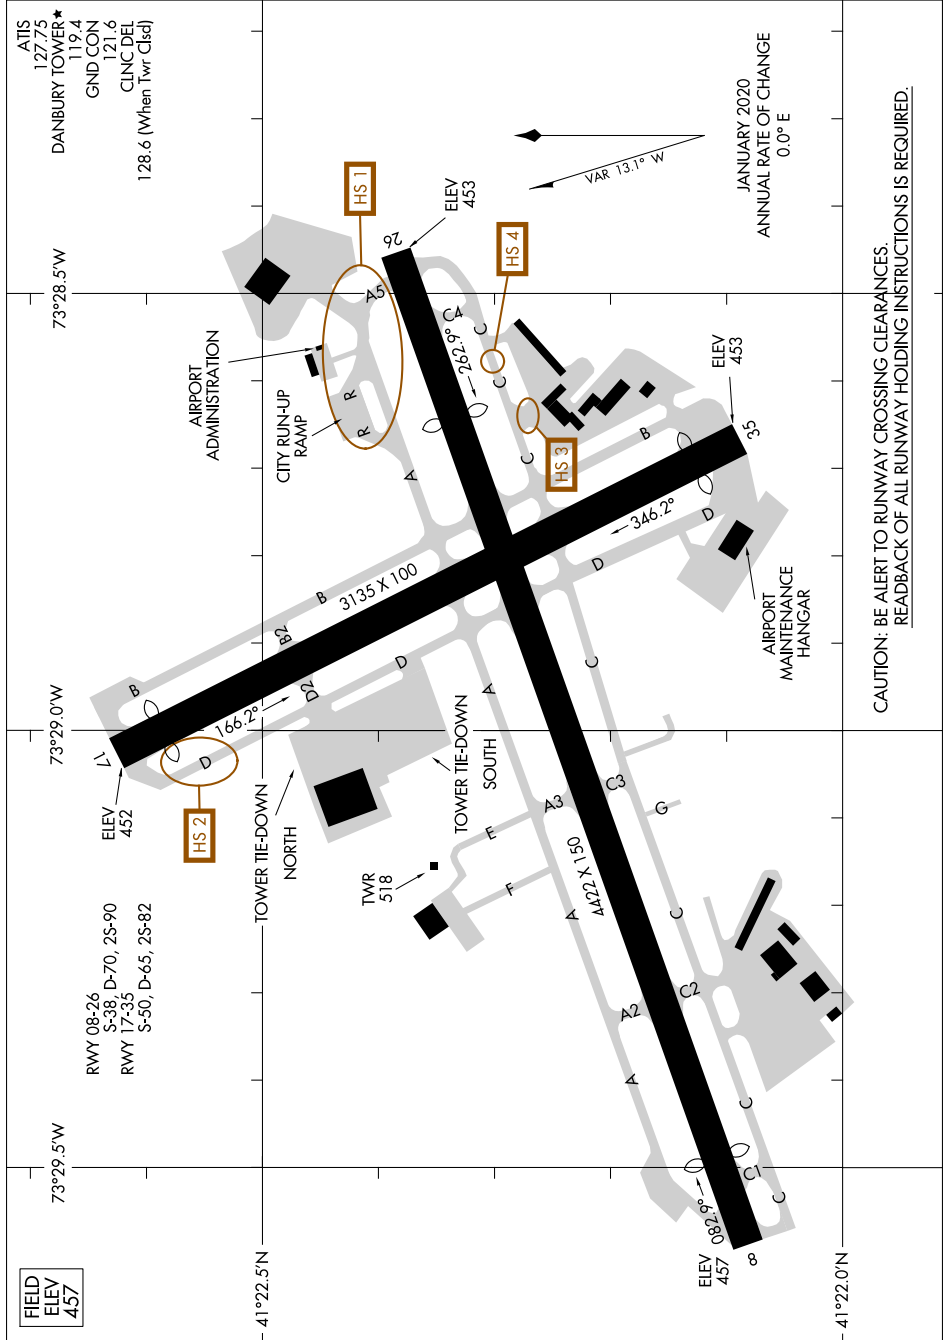 FIELD
ELEV
457
ATIS
127.75
DANBURY TOWER★
119.4
GND CON
121.6
CLNC DEL
128.6 (When Twr Clsd)
RWY 08-26
S-38, D-70, 2S-90
RWY 17-35
S-50, D-65, 2S-82
73°29.5'W
73°29.0'W
73°28.5'W
41°22.5'N
41°22.0'N
ELEV
452
17
HS 2
D
166.2°
B
D2
B2
B
D
3135 X 100
TOWER TIE-DOWN
NORTH
TOWER TIE-DOWN
SOUTH
TWR
518
E
F
AIRPORT
ADMINISTRATION
CITY RUN-UP
RAMP
HS 1
R
R
A5
A
26
ELEV
453
262.9°
C4
C
HS 4
C
C
HS 3
B
ELEV
453
35
346.2°
D
D
AIRPORT
MAINTENANCE
HANGAR
A
A3
C
C3
G
4422 X 150
A
C
A2
C2
A
C
C1
C
082.9°
ELEV
457
8
VAR 13.1° W
JANUARY 2020
ANNUAL RATE OF CHANGE
0.0° E
CAUTION: BE ALERT TO RUNWAY CROSSING CLEARANCES.
READBACK OF ALL RUNWAY HOLDING INSTRUCTIONS IS REQUIRED.